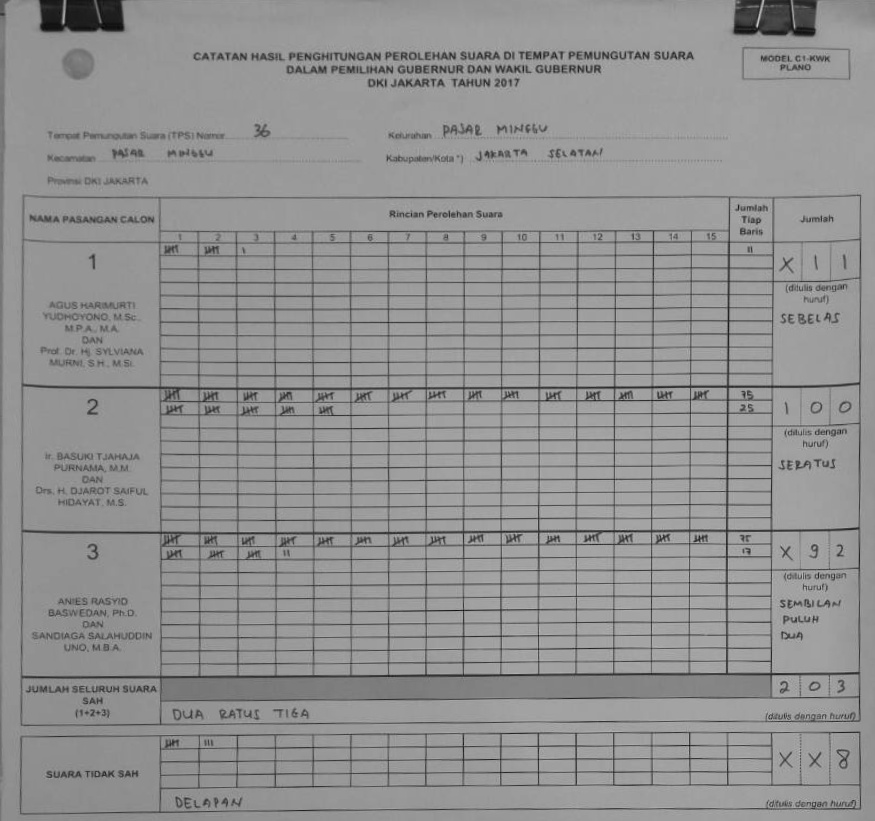 CATATAN HASIL PENGHITUNGAN PEROLEHAN SUARA DI TEMPAT PEMUNGUTAN SUARA
DALAM PEMILIHAN GUBERNUR DAN WAKIL GUBERNUR
DKI JAKARTA TAHUN 2017
MODEL C1-KWK
PLANO
Tempat Pemungutan Suara (TPS) Nomor 36
Kelurahan PASAR MINGGU
Kecamatan PASAR MINGGU
Kabupaten/Kota *) JAKARTA SELATAN
Provinsi DKI JAKARTA
NAMA PASANGAN CALON
Rincian Perolehan Suara
Jumlah
Tiap
Baris
Jumlah
1 2 3 4 5 6 7 8 9 10 11 12 13 14 15
1
11
X 1 1
(ditulis dengan
huruf)
SEBELAS
AGUS HARIMURTI
YUDHOYONO, M.Sc.,
M.P.A., M.A.
DAN
Prof. Dr. Hj. SYLVIANA
MURNI, S.H., M.Si.
2
75
25
1 0 0
(ditulis dengan
huruf)
SERATUS
Ir. BASUKI TJAHAJA
PURNAMA, M.M.
DAN
Drs. H. DJAROT SAIFUL
HIDAYAT, M.S.
3
75
17
X 9 2
(ditulis dengan
huruf)
SEMBILAN
PULUH
DUA
ANIES RASYID
BASWEDAN, Ph.D.
DAN
SANDIAGA SALAHUDDIN
UNO, M.B.A.
JUMLAH SELURUH SUARA
SAH
(1+2+3)
2 0 3
DUA RATUS TIGA
(ditulis dengan huruf)
SUARA TIDAK SAH
X X 8
DELAPAN
(ditulis dengan huruf)